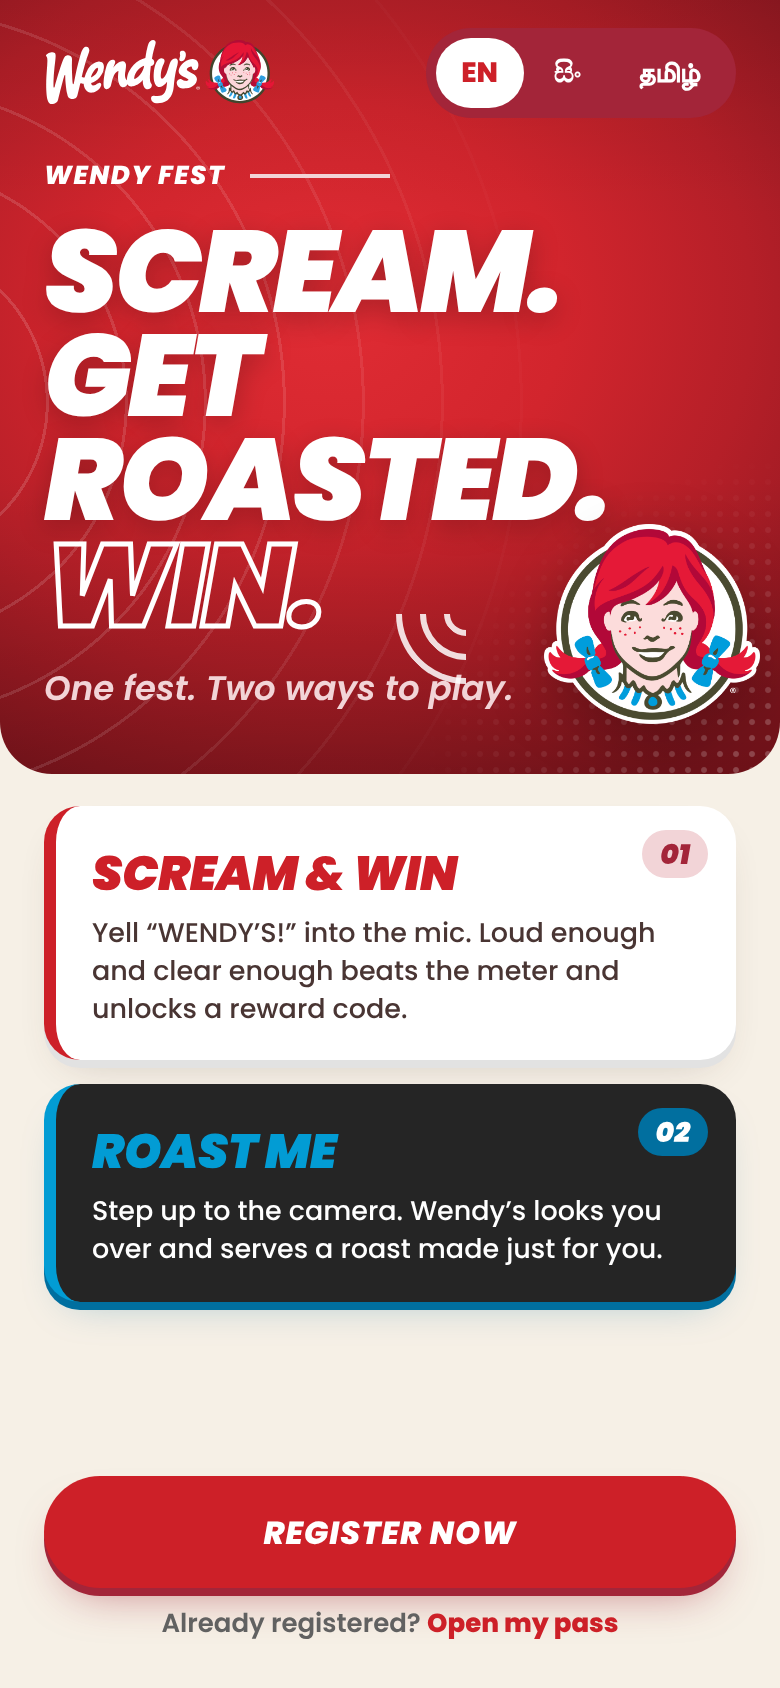 Wendy's
EN සිං தமிழ்
WENDY FEST
SCREAM.
GET
ROASTED.
WIN.
One fest. Two ways to play.
SCREAM & WIN
01
Yell “WENDY’S!” into the mic. Loud enough
and clear enough beats the meter and
unlocks a reward code.
ROAST ME
02
Step up to the camera. Wendy’s looks you
over and serves a roast made just for you.
REGISTER NOW
Already registered? Open my pass